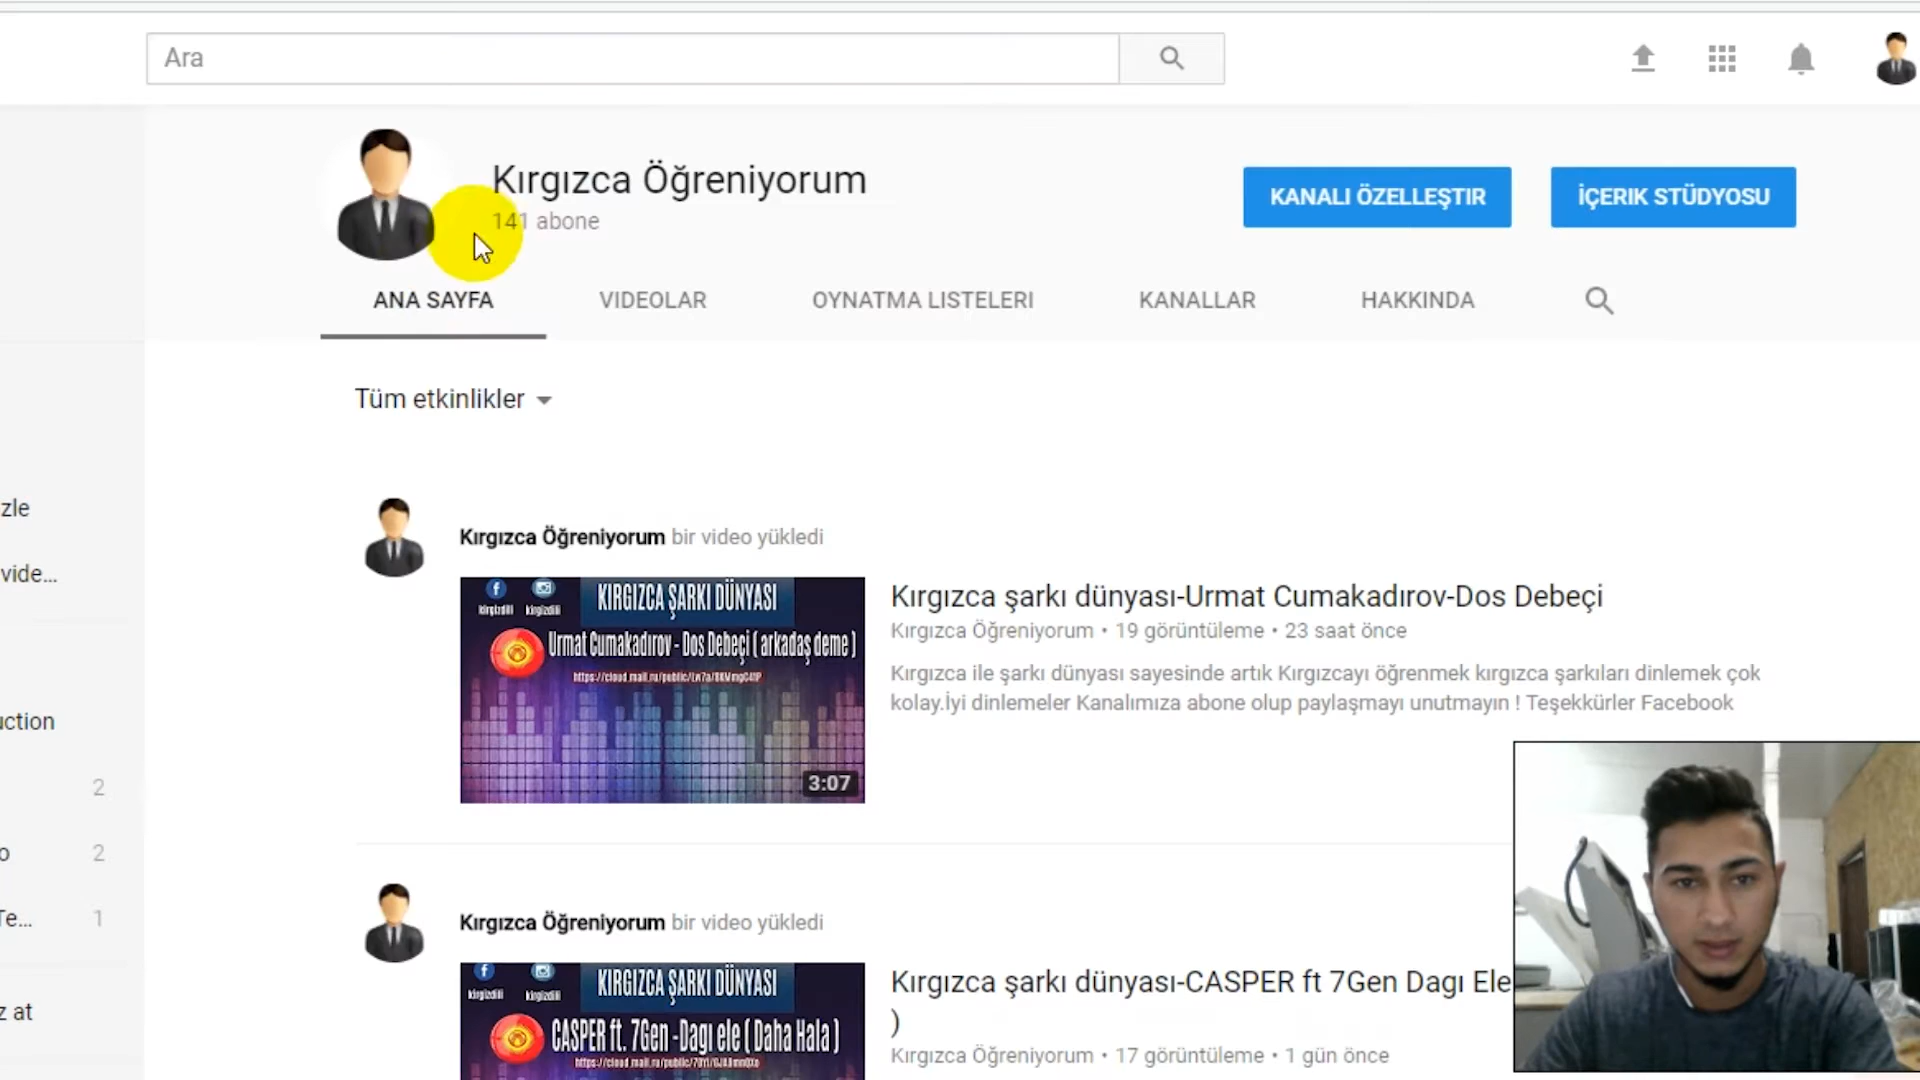 Ara
Kırgızca Öğreniyorum
141 abone
KANALI ÖZELLEŞTIR
İÇERIK STÜDYOSU
ANA SAYFA
VIDEOLAR
OYNATMA LISTELERI
KANALLAR
HAKKINDA
Tüm etkinlikler
zle
vide...
uction
2
o
2
Te...
1
z at
Kırgızca Öğreniyorum bir video yükledi
kirgizdili
kirgizdili
KIRGIZCA ŞARKI DÜNYASI
Urmat Cumakadırov - Dos Debeçi ( arkadaş deme )
3:07
Kırgızca şarkı dünyası-Urmat Cumakadırov-Dos Debeçi
Kırgızca Öğreniyorum • 19 görüntüleme • 23 saat önce
Kırgızca ile şarkı dünyası sayesinde artık Kırgızcayı öğrenmek kırgızca şarkıları dinlemek çok
kolay.İyi dinlemeler Kanalımıza abone olup paylaşmayı unutmayın ! Teşekkürler Facebook
Kırgızca Öğreniyorum bir video yükledi
kirgizdili
kirgizdili
KIRGIZCA ŞARKI DÜNYASI
CASPER ft. 7Gen -Dagı ele ( Daha Hala )
Kırgızca şarkı dünyası-CASPER ft 7Gen Dagı Ele
)
Kırgızca Öğreniyorum • 17 görüntüleme • 1 gün önce